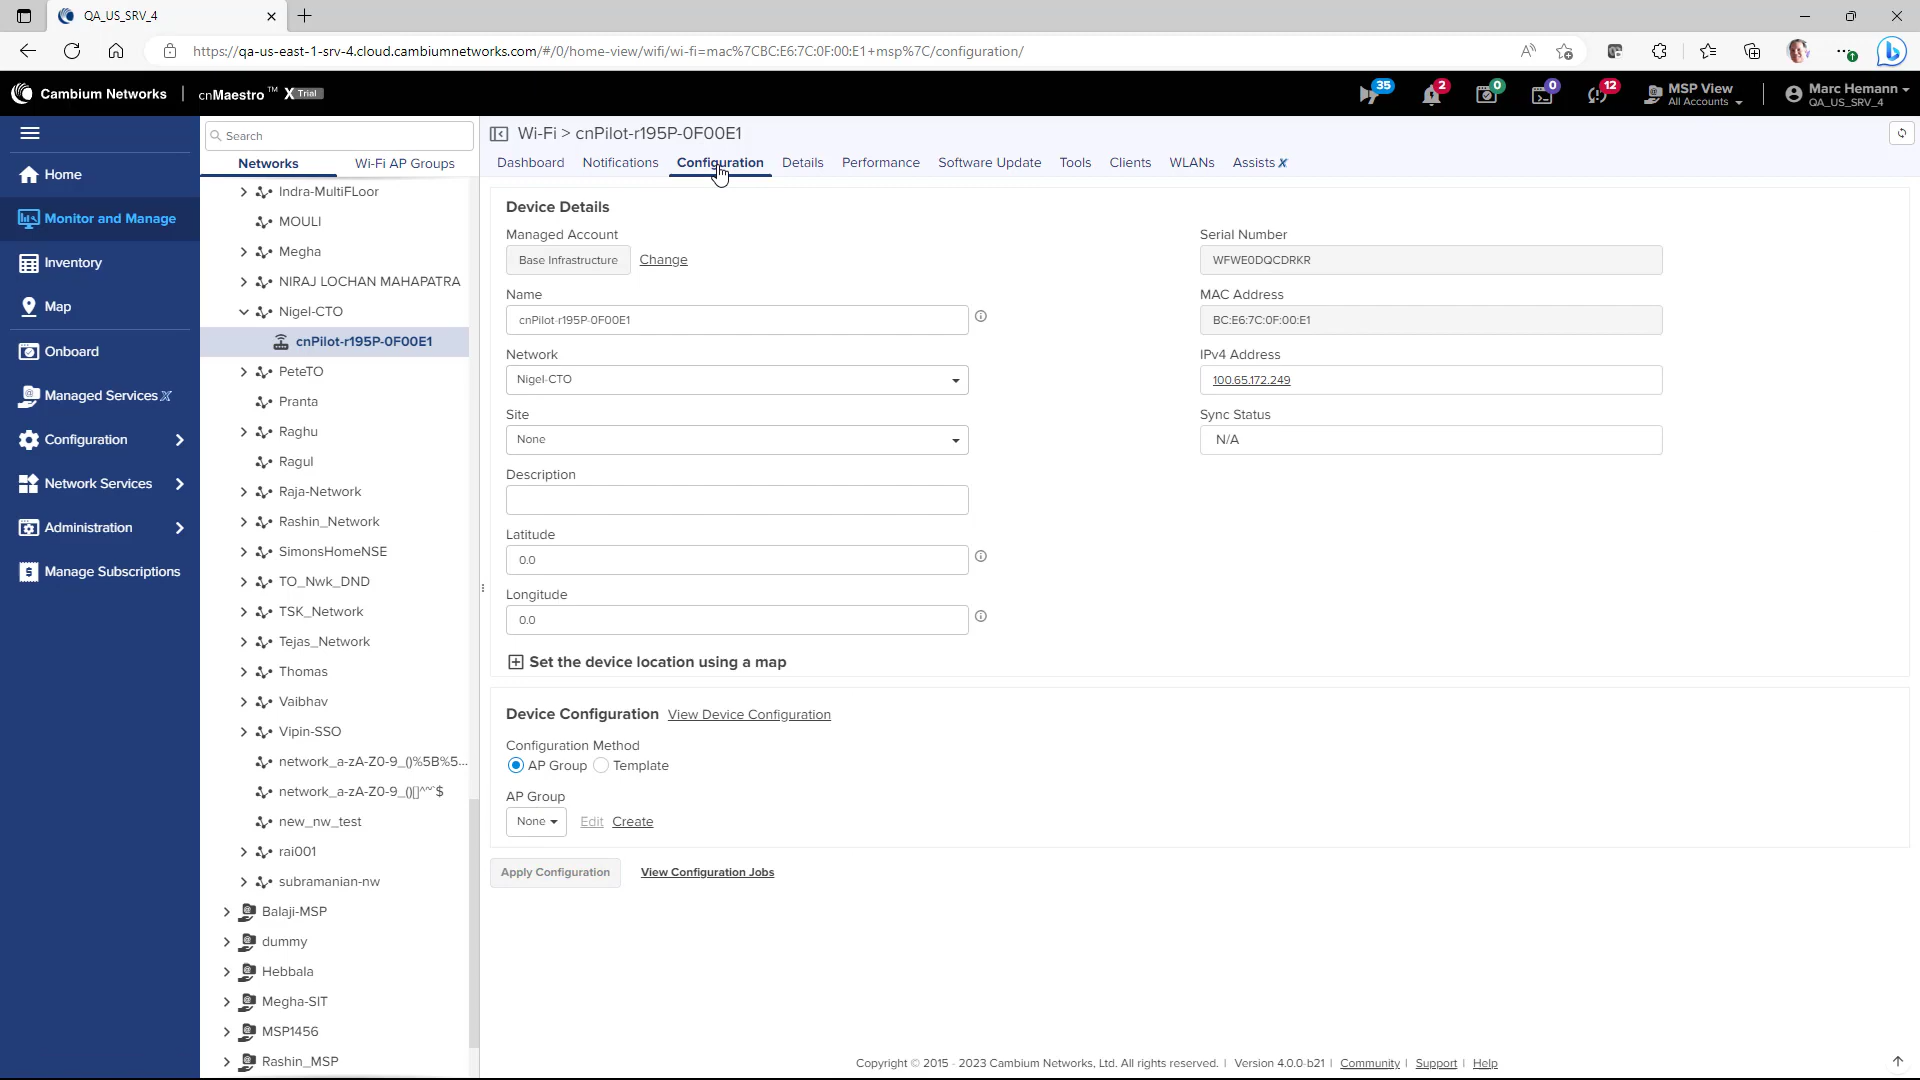 QA_US_SRV_4
https://qa-us-east-1-srv-4.cloud.cambiumnetworks.com/#/0/home-view/wifi/wi-fi=mac%7CBC:E6:7C:0F:00:E1+msp%7C/configuration/
Cambium Networks | cnMaestro™ X Trial
35 2 0 0 12
MSP View
All Accounts
Marc Hemann
QA_US_SRV_4
Home
Monitor and Manage
Inventory
Map
Onboard
Managed Services X
Configuration
Network Services
Administration
Manage Subscriptions
Search
Networks Wi-Fi AP Groups
Indra-MultiFLoor
MOULI
Megha
NIRAJ LOCHAN MAHAPATRA
Nigel-CTO
cnPilot-r195P-0F00E1
PeteTO
Pranta
Raghu
Ragul
Raja-Network
Rashin_Network
SimonsHomeNSE
TO_Nwk_DND
TSK_Network
Tejas_Network
Thomas
Vaibhav
Vipin-SSO
network_a-zA-Z0-9_()%5B%5...
network_a-zA-Z0-9_()[]^~`$
new_nw_test
rai001
subramanian-nw
Balaji-MSP
dummy
Hebbala
Megha-SIT
MSP1456
Rashin_MSP
Wi-Fi > cnPilot-r195P-0F00E1
Dashboard Notifications Configuration Details Performance Software Update Tools Clients WLANs Assists X
Device Details
Managed Account
Base Infrastructure Change
Name
cnPilot-r195P-0F00E1
Network
Nigel-CTO
Site
None
Description
Latitude
0.0
Longitude
0.0
Set the device location using a map
Serial Number
WFWE0DQCDRKR
MAC Address
BC:E6:7C:0F:00:E1
IPv4 Address
100.65.172.249
Sync Status
N/A
Device Configuration View Device Configuration
Configuration Method
AP Group Template
AP Group
None Edit Create
Apply Configuration View Configuration Jobs
Copyright © 2015 - 2023 Cambium Networks, Ltd. All rights reserved. | Version 4.0.0-b21 | Community | Support | Help